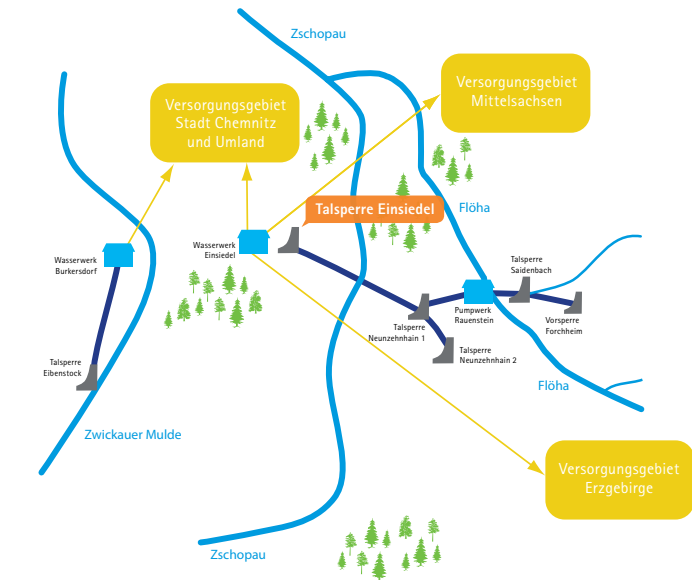 Zschopau
Versorgungsgebiet
Mittelsachsen
Versorgungsgebiet
Stadt Chemnitz
und Umland
Talsperre Einsiedel
Flöha
Wasserwerk
Einsiedel
Wasserwerk
Burkersdorf
Talsperre
Saidenbach
Pumpwerk
Rauenstein
Vorsperre
Forchheim
Talsperre
Neunzehnhain 1
Talsperre
Neunzehnhain 2
Talsperre
Eibenstock
Flöha
Zwickauer Mulde
Versorgungsgebiet
Erzgebirge
Zschopau